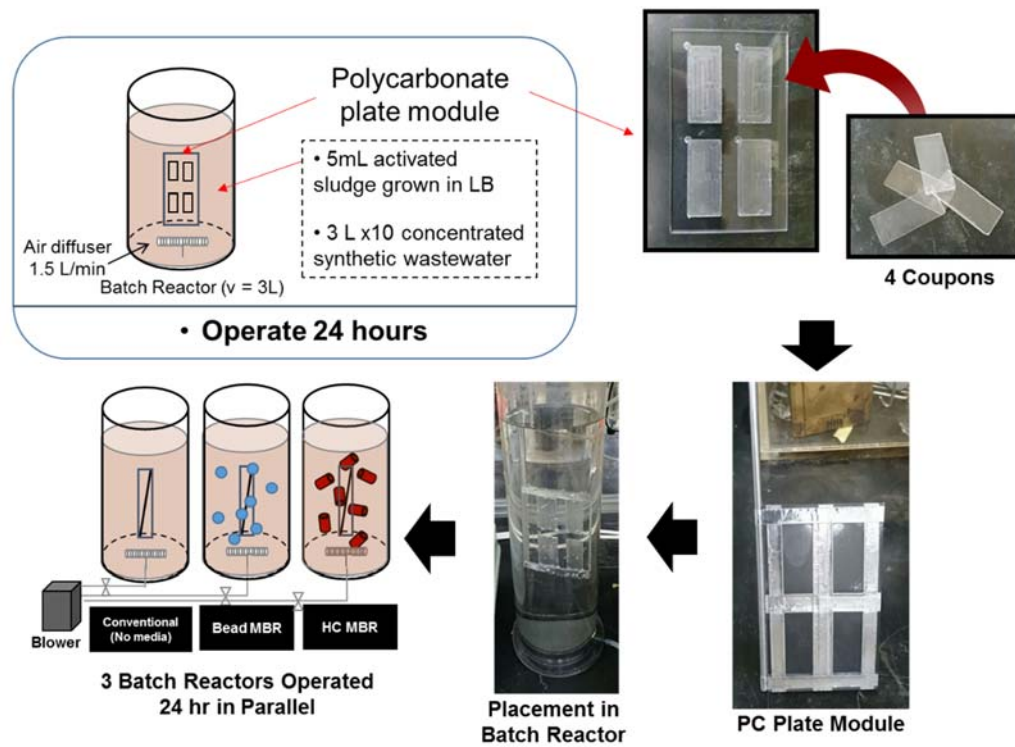 Polycarbonate
plate module
• 5mL activated
sludge grown in LB
• 3 L x10 concentrated
synthetic wastewater
Air diffuser
1.5 L/min
Batch Reactor (v = 3L)
• Operate 24 hours
4 Coupons
PC Plate Module
Placement in
Batch Reactor
Blower
Conventional
(No media)
Bead MBR
HC MBR
3 Batch Reactors Operated
24 hr in Parallel